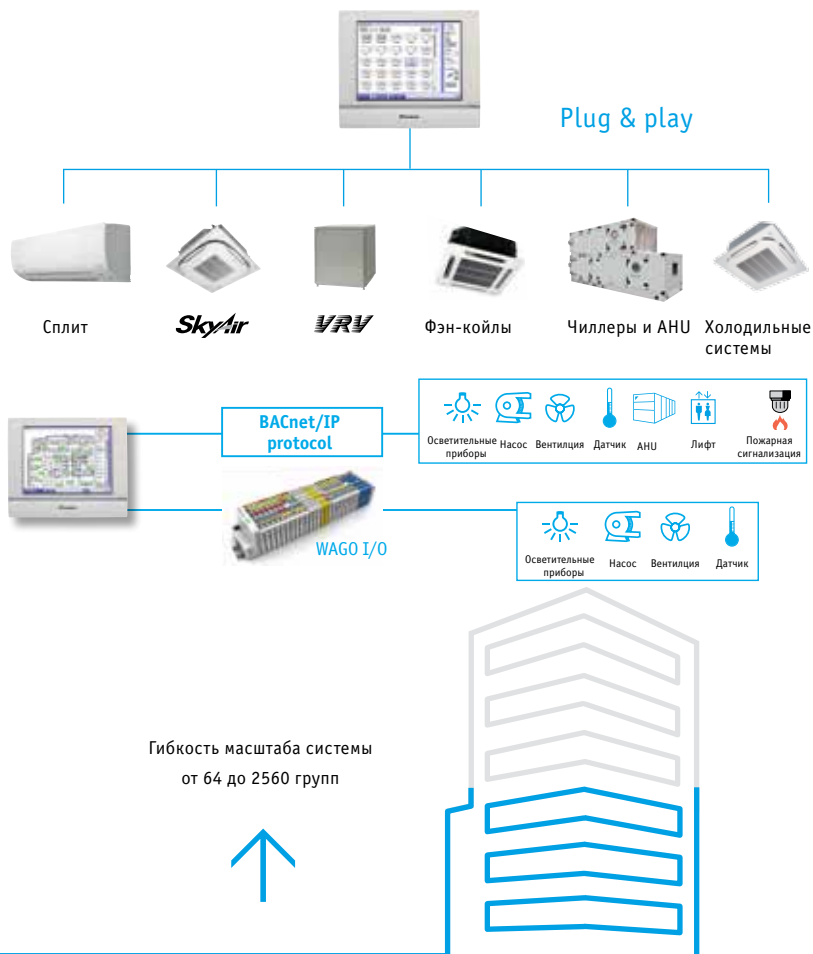 Plug & play
Сплит
SkyAir
VRV
Фэн-койлы
Чиллеры и AHU
Холодильные
системы
BACnet/IP
protocol
Осветительные
приборы
Насос
Вентилция
Датчик
AHU
Лифт
Пожарная
сигнализация
WAGO I/O
Осветительные
приборы
Насос
Вентилция
Датчик
Гибкость масштаба системы
от 64 до 2560 групп